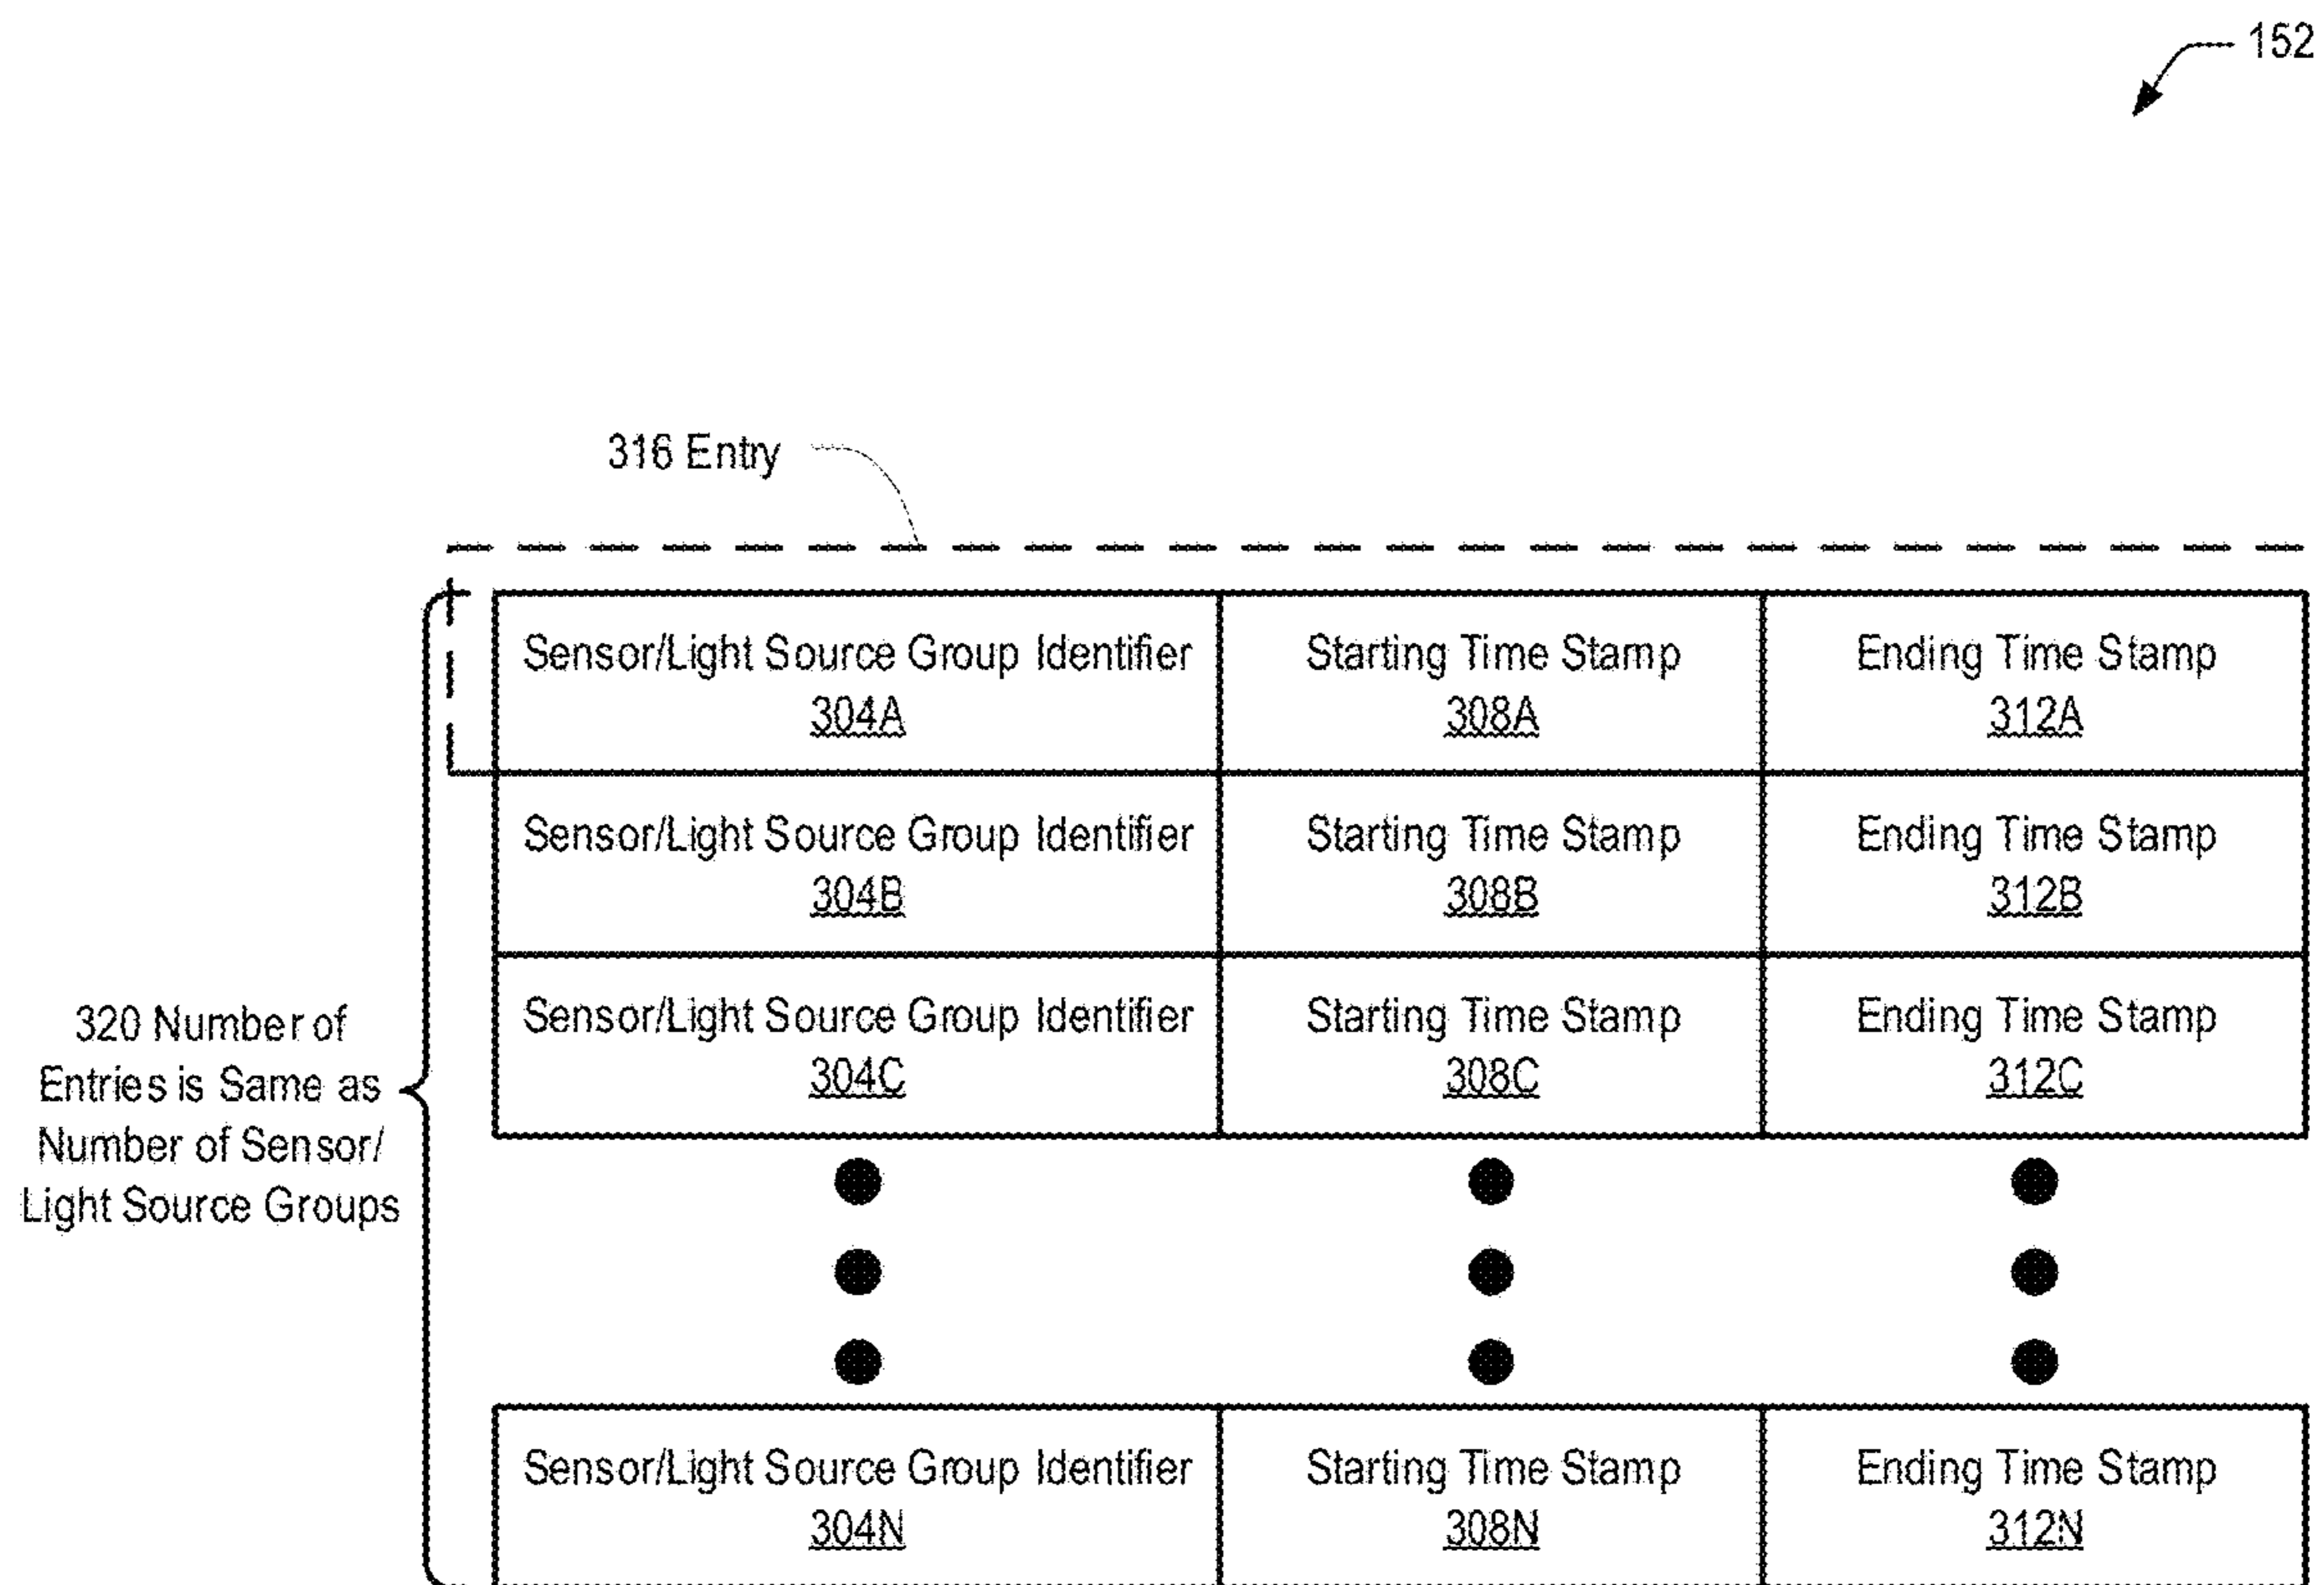 152
316 Entry
Sensor/Light Source Group Identifier
304A
Starting Time Stamp
308A
Ending Time Stamp
312A
Sensor/Light Source Group Identifier
304B
Starting Time Stamp
308B
Ending Time Stamp
312B
320 Number of
Entries is Same as
Number of Sensor/
Light Source Groups
Sensor/Light Source Group Identifier
304C
Starting Time Stamp
308C
Ending Time Stamp
312C
Sensor/Light Source Group Identifier
304N
Starting Time Stamp
308N
Ending Time Stamp
312N